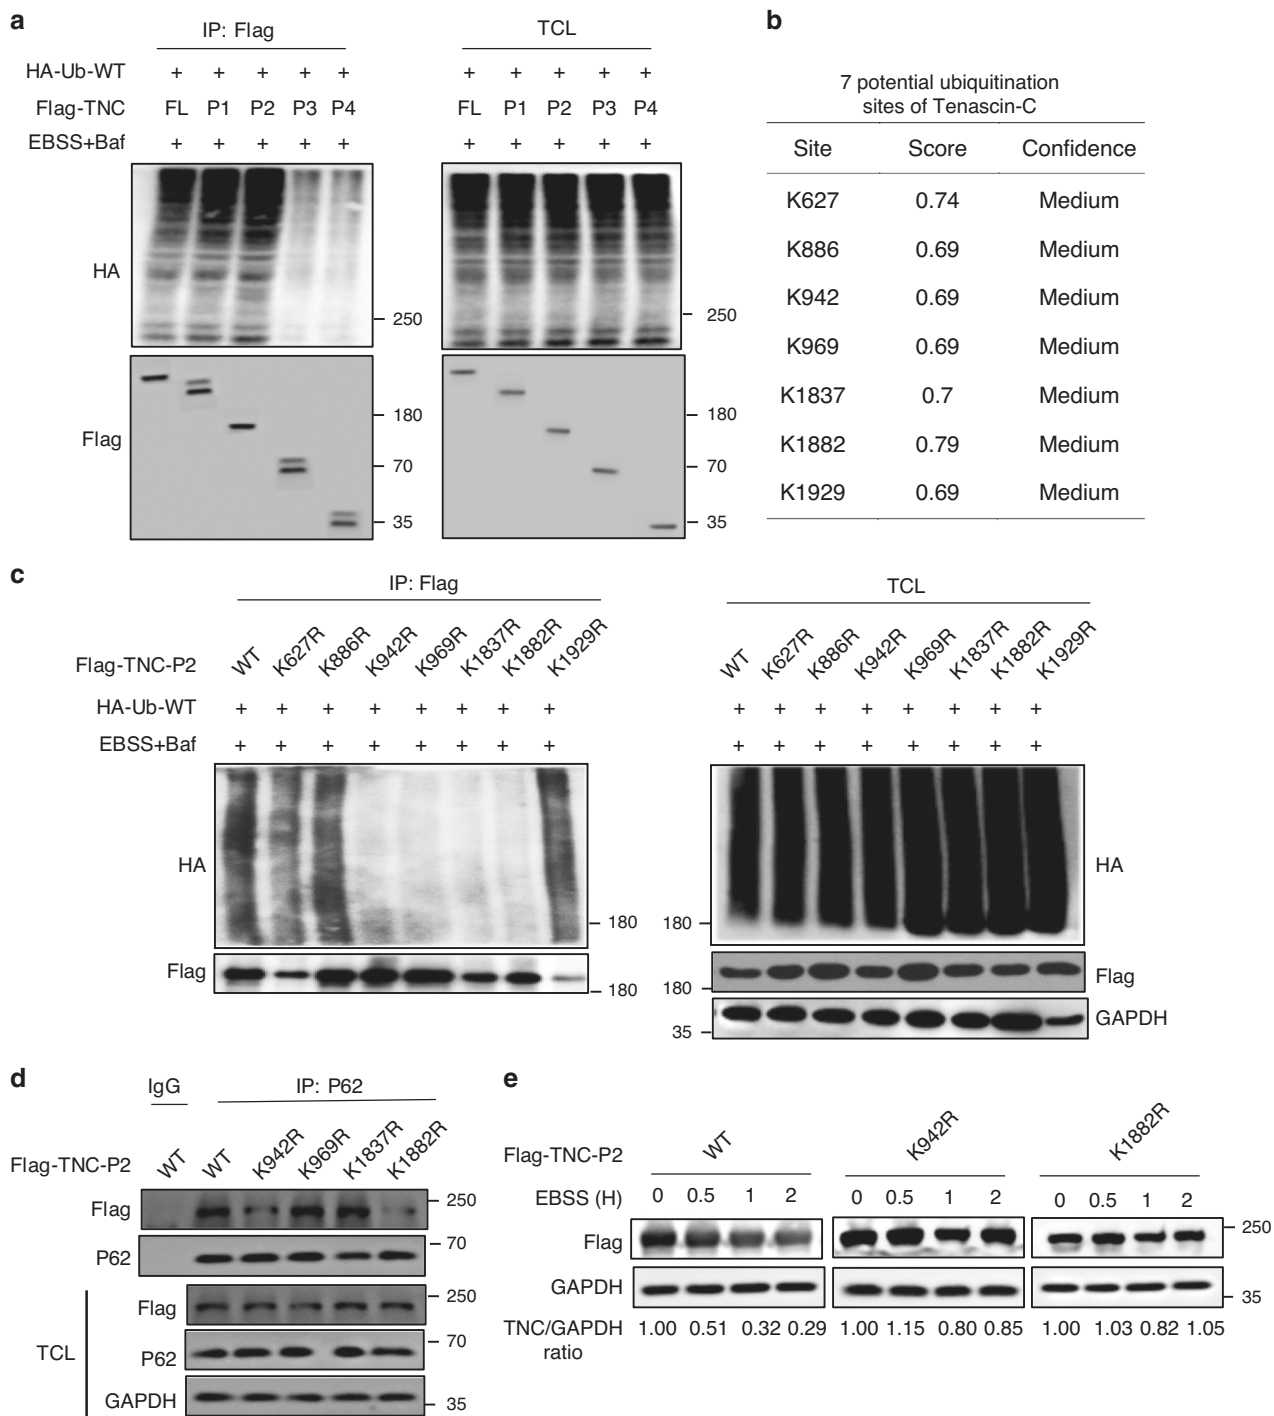 a
IP: Flag
TCL
HA-Ub-WT + + + + + + + + + +
Flag-TNC FL P1 P2 P3 P4 FL P1 P2 P3 P4
EBSS+Baf + + + + + + + + + +
HA
250
250
Flag
180
70
35
180
70
35
b
7 potential ubiquitination
sites of Tenascin-C
Site Score Confidence
K627 0.74 Medium
K886 0.69 Medium
K942 0.69 Medium
K969 0.69 Medium
K1837 0.7 Medium
K1882 0.79 Medium
K1929 0.69 Medium
c
IP: Flag
TCL
Flag-TNC-P2 WT K627R K886R K942R K969R K1837R K1882R K1929R WT K627R K886R K942R K969R K1837R K1882R K1929R
HA-Ub-WT + + + + + + + + + + + + + + + +
EBSS+Baf + + + + + + + + + + + + + + + +
HA
180
180
HA
Flag
180
180
Flag
35
GAPDH
d
IgG
IP: P62
Flag-TNC-P2 WT WT K942R K969R K1837R K1882R
Flag
250
P62
70
TCL
Flag
250
P62
70
GAPDH
35
e
Flag-TNC-P2 WT K942R K1882R
EBSS (H) 0 0.5 1 2 0 0.5 1 2 0 0.5 1 2
Flag
250
GAPDH
35
TNC/GAPDH 1.00 0.51 0.32 0.29 1.00 1.15 0.80 0.85 1.00 1.03 0.82 1.05
ratio